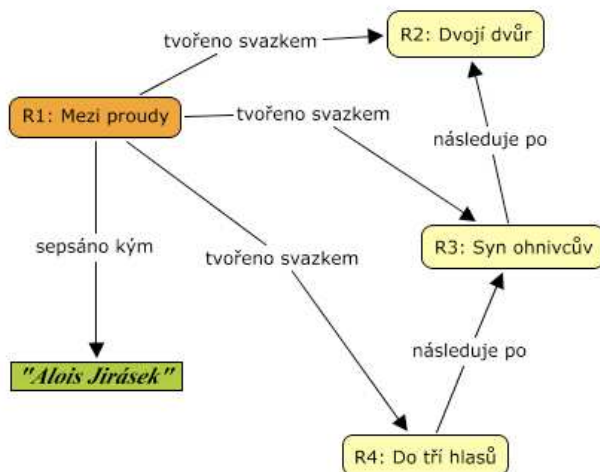 tvořeno svazkem
R2: Dvojí dvůr
R1: Mezi proudy
tvořeno svazkem
následuje po
sepsáno kým
tvořeno svazkem
R3: Syn ohnivcův
"Alois Jirásek"
následuje po
R4: Do tří hlasů